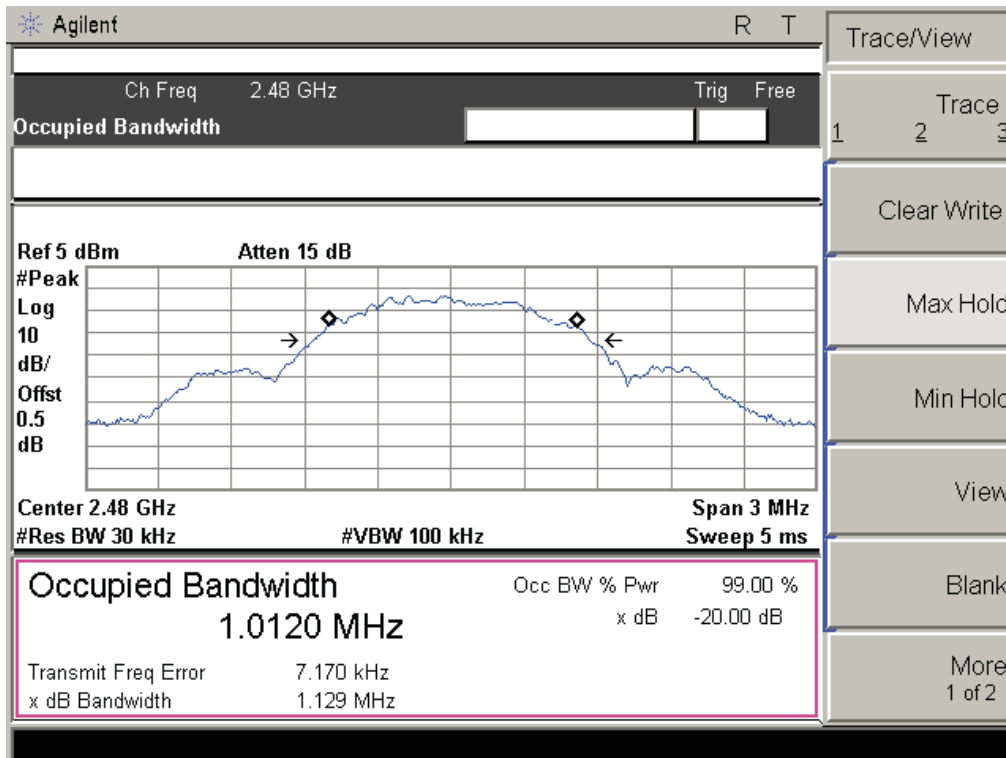 Agilent R T
Ch Freq 2.48 GHz Trig Free
Occupied Bandwidth
Ref 5 dBm Atten 15 dB
#Peak
Log
10
dB/
Offst
0.5
dB
Center 2.48 GHz Span 3 MHz
#Res BW 30 kHz #VBW 100 kHz Sweep 5 ms
Occupied Bandwidth Occ BW % Pwr 99.00 %
1.0120 MHz x dB -20.00 dB
Transmit Freq Error 7.170 kHz
x dB Bandwidth 1.129 MHz
Trace/View
Trace
1 2 3
Clear Write
Max Hold
Min Hold
View
Blank
More
1 of 2